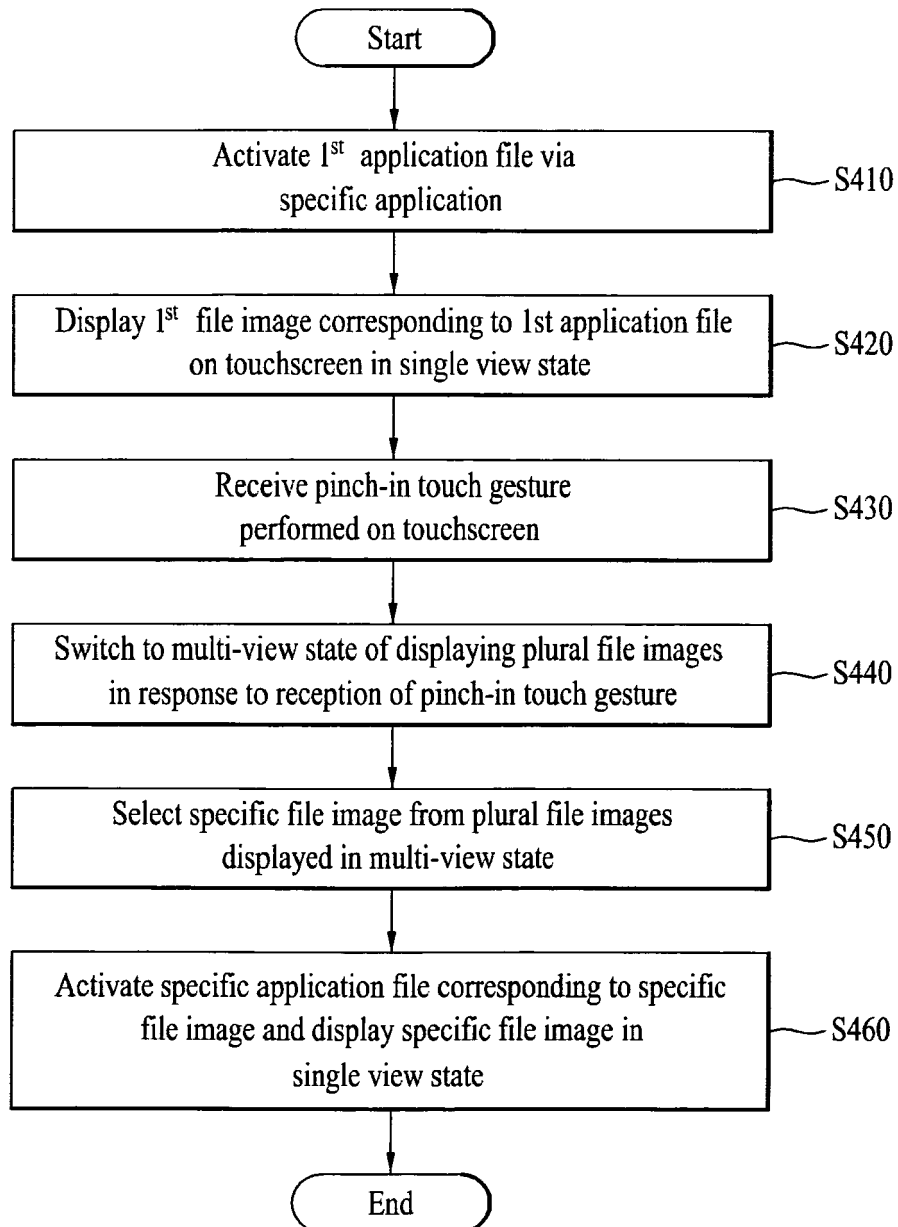 Start
Activate 1st application file via
specific application
S410
Display 1st file image corresponding to 1st application file
on touchscreen in single view state
S420
Receive pinch-in touch gesture
performed on touchscreen
S430
Switch to multi-view state of displaying plural file images
in response to reception of pinch-in touch gesture
S440
Select specific file image from plural file images
displayed in multi-view state
S450
Activate specific application file corresponding to specific
file image and display specific file image in
single view state
S460
End